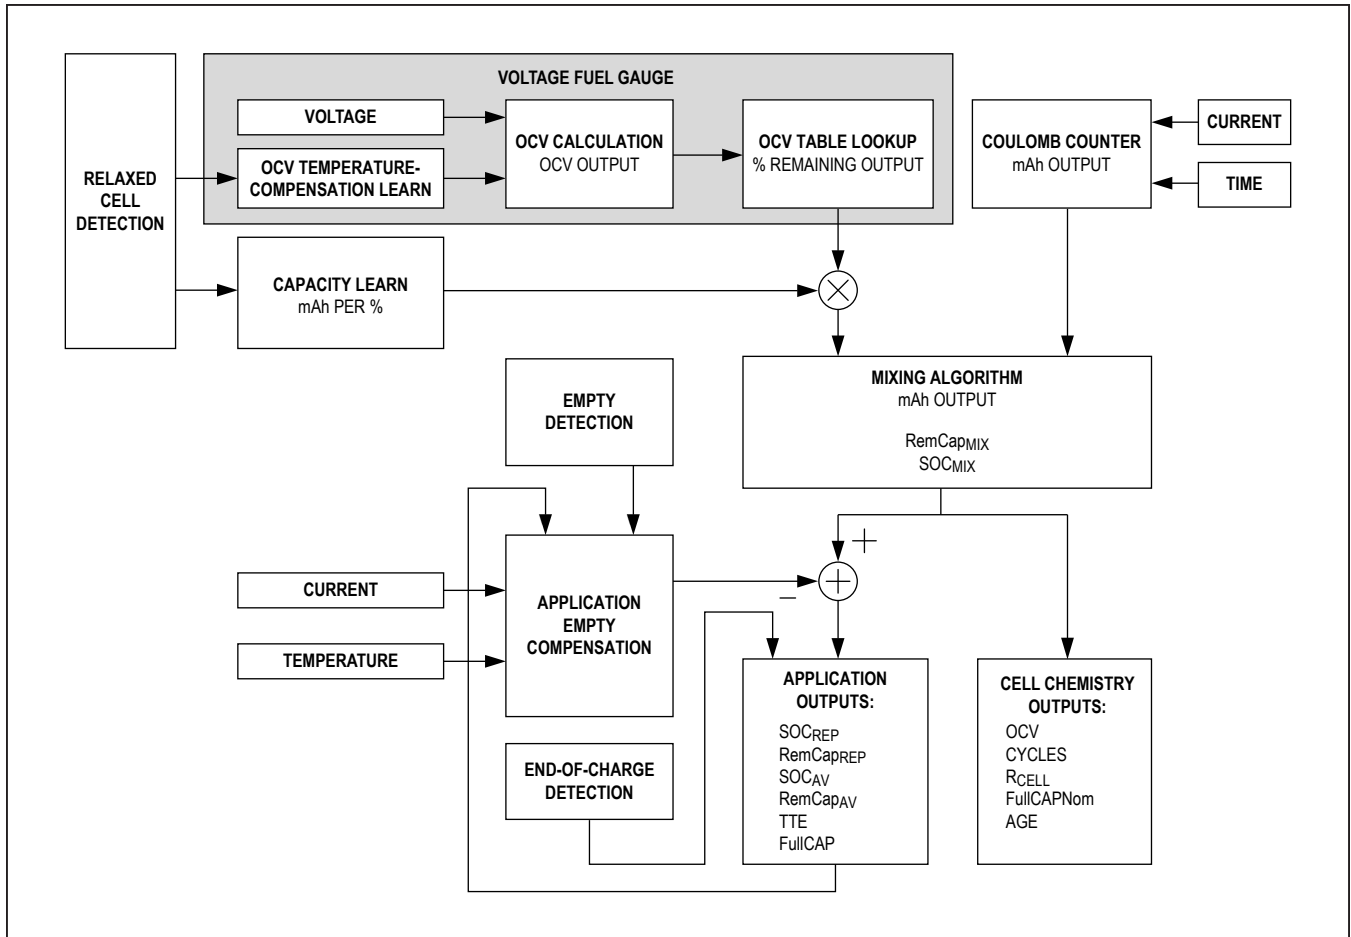 VOLTAGE FUEL GAUGE
RELAXED
CELL
DETECTION
VOLTAGE
OCV TEMPERATURE-
COMPENSATION LEARN
OCV CALCULATION
OCV OUTPUT
OCV TABLE LOOKUP
% REMAINING OUTPUT
COULOMB COUNTER
mAh OUTPUT
CURRENT
TIME
CAPACITY LEARN
mAh PER %
MIXING ALGORITHM
mAh OUTPUT
RemCapMIX
SOCMIX
EMPTY
DETECTION
CURRENT
TEMPERATURE
APPLICATION
EMPTY
COMPENSATION
+
−
END-OF-CHARGE
DETECTION
APPLICATION
OUTPUTS:
SOCREP
RemCapREP
SOCAV
RemCapAV
TTE
FullCAP
CELL CHEMISTRY
OUTPUTS:
OCV
CYCLES
RCELL
FullCAPNom
AGE